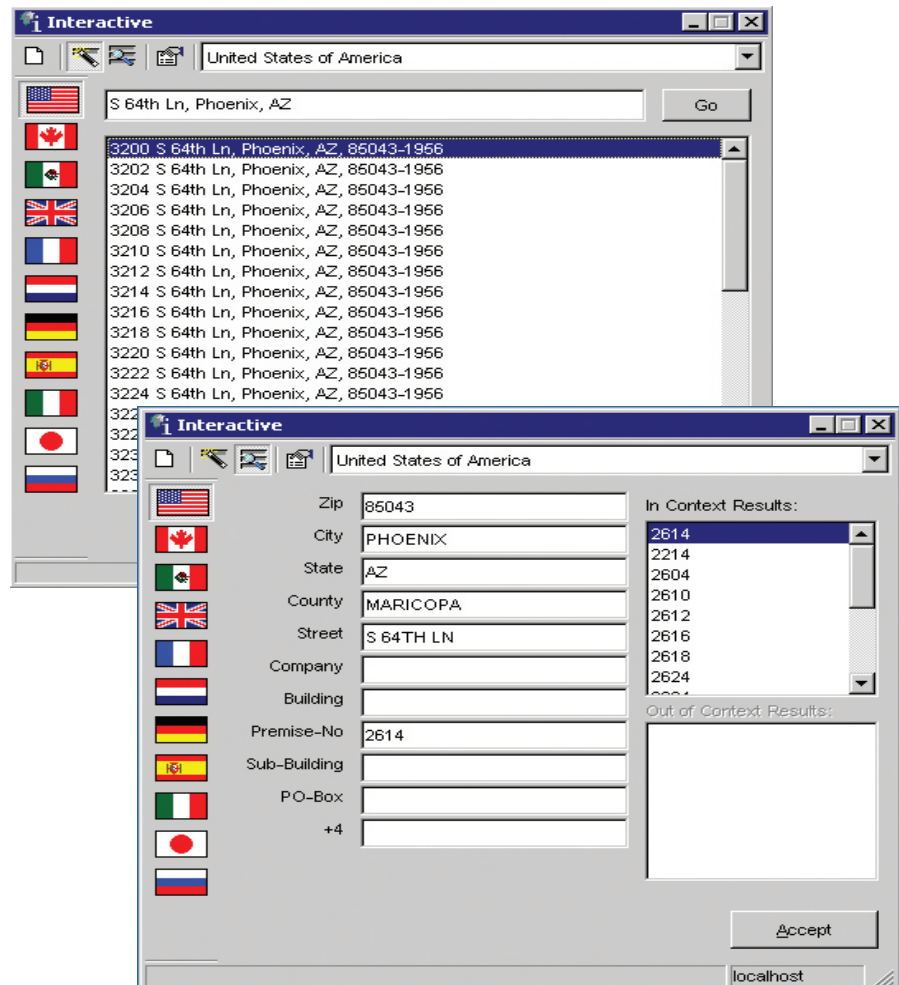 Interactive
United States of America
S 64th Ln, Phoenix, AZ
Go
3200 S 64th Ln, Phoenix, AZ, 85043-1956
3202 S 64th Ln, Phoenix, AZ, 85043-1956
3204 S 64th Ln, Phoenix, AZ, 85043-1956
3206 S 64th Ln, Phoenix, AZ, 85043-1956
3208 S 64th Ln, Phoenix, AZ, 85043-1956
3210 S 64th Ln, Phoenix, AZ, 85043-1956
3212 S 64th Ln, Phoenix, AZ, 85043-1956
3214 S 64th Ln, Phoenix, AZ, 85043-1956
3216 S 64th Ln, Phoenix, AZ, 85043-1956
3218 S 64th Ln, Phoenix, AZ, 85043-1956
3220 S 64th Ln, Phoenix, AZ, 85043-1956
3222 S 64th Ln, Phoenix, AZ, 85043-1956
3224 S 64th Ln, Phoenix, AZ, 85043-1956
322
322
323
323
Interactive
United States of America
Zip 85043
City PHOENIX
State AZ
County MARICOPA
Street S 64TH LN
Company
Building
Premise-No 2614
Sub-Building
PO-Box
+4
In Context Results:
2614
2214
2604
2610
2612
2616
2618
2624
Out of Context Results:
Accept
localhost